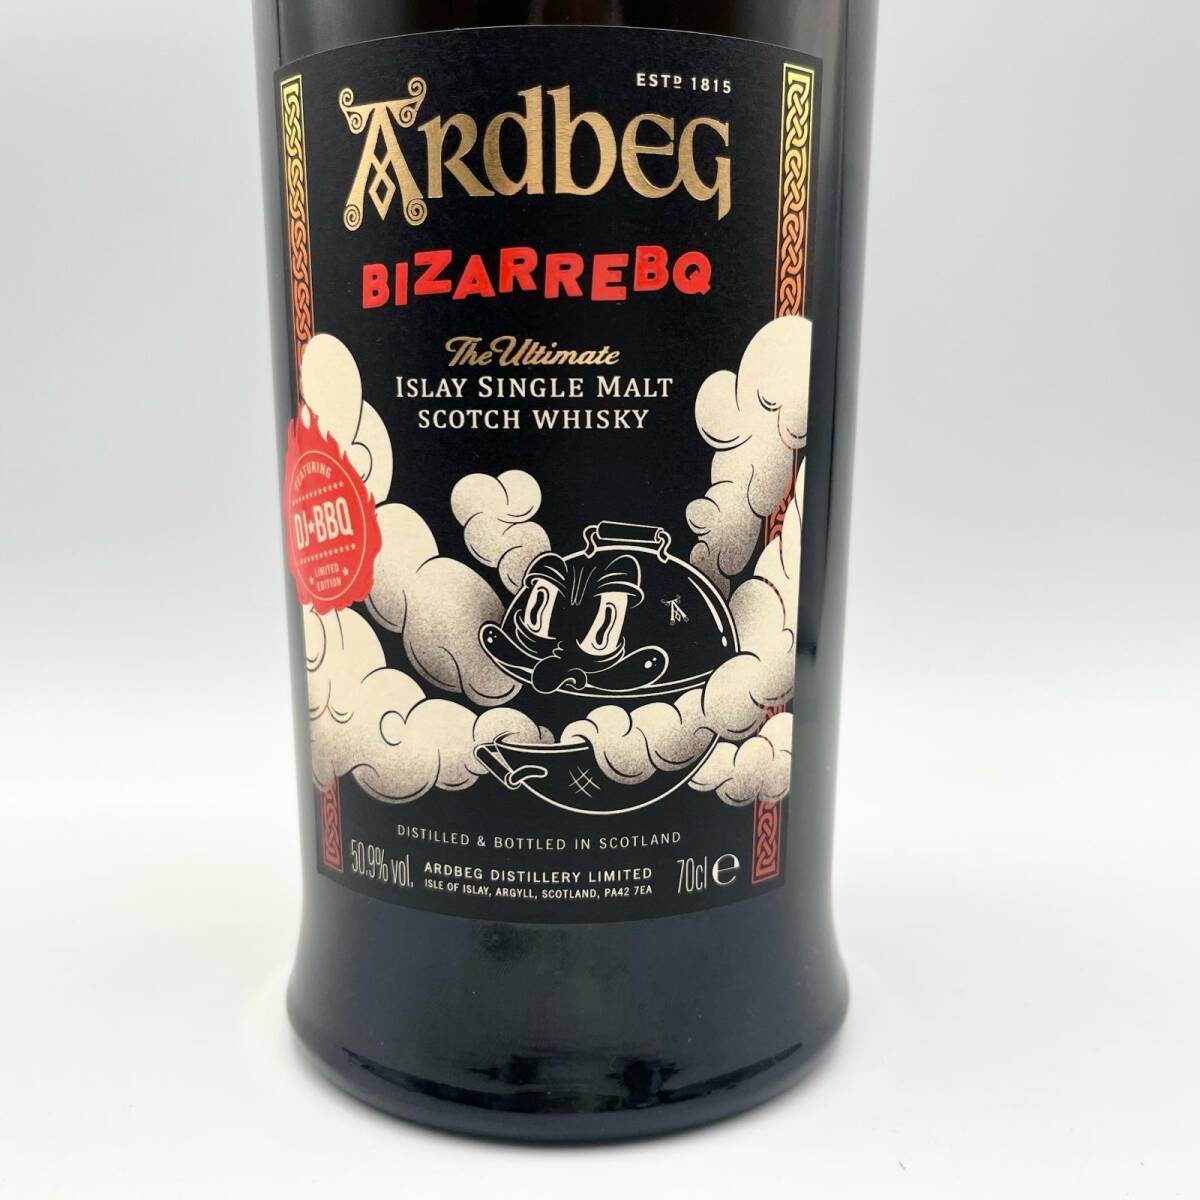 ESTD 1815
ARdbEG
BIZARREBQ
The Ultimate
ISLAY SINGLE MALT
SCOTCH WHISKY
FEATURING
DJ★BBQ
★ LIMITED ★
EDITION
DISTILLED & BOTTLED IN SCOTLAND
50.9% vol.
ARDBEG DISTILLERY LIMITED
ISLE OF ISLAY, ARGYLL, SCOTLAND, PA42 7EA
70cl e